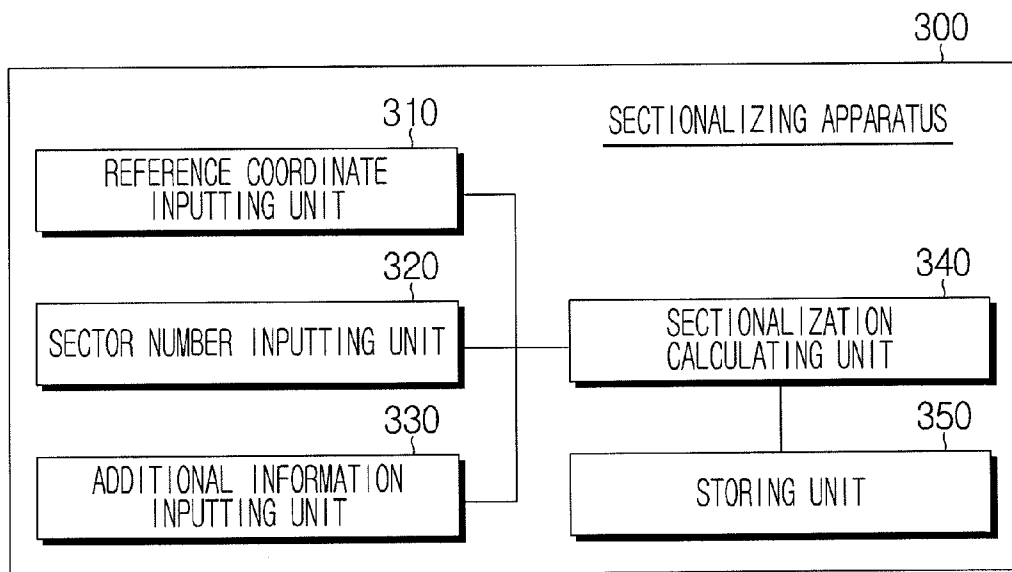 300
SECTIONALIZING APPARATUS
310
REFERENCE COORDINATE
INPUTTING UNIT
320
SECTOR NUMBER INPUTTING UNIT
330
ADDITIONAL INFORMATION
INPUTTING UNIT
340
SECTIONALIZATION
CALCULATING UNIT
350
STORING UNIT